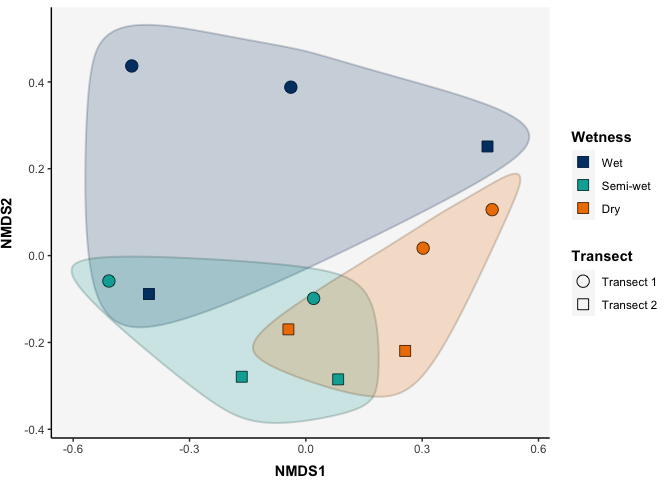 NMDS2
0.4
0.2
0.0
-0.2
-0.4
-0.6
-0.3
0.0
0.3
0.6
NMDS1
Wetness
Wet
Semi-wet
Dry
Transect
Transect 1
Transect 2